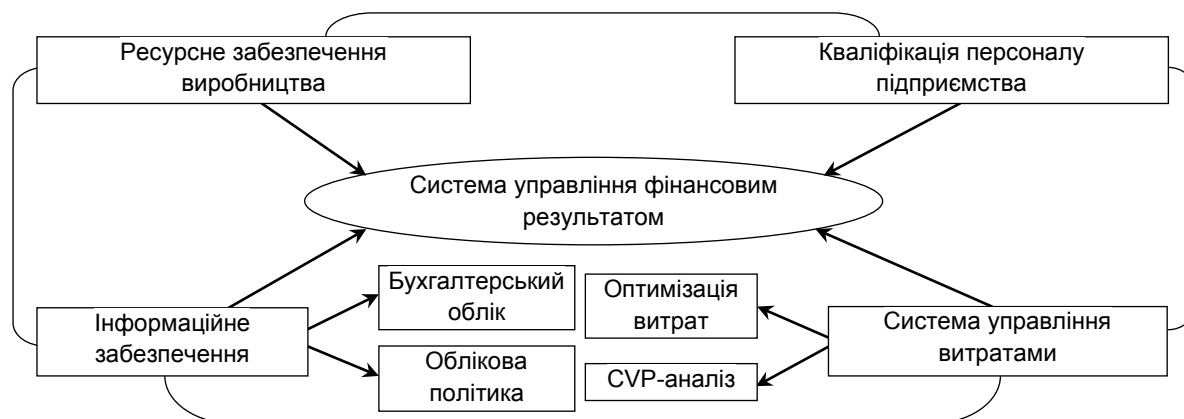 Ресурсне забезпечення
виробництва
Кваліфікація персоналу
підприємства
Система управління фінансовим
результатом
Бухгалтерський
облік
Оптимізація
витрат
Інформаційне
забезпечення
Система управління
витратами
Облікова
політика
CVP-аналіз